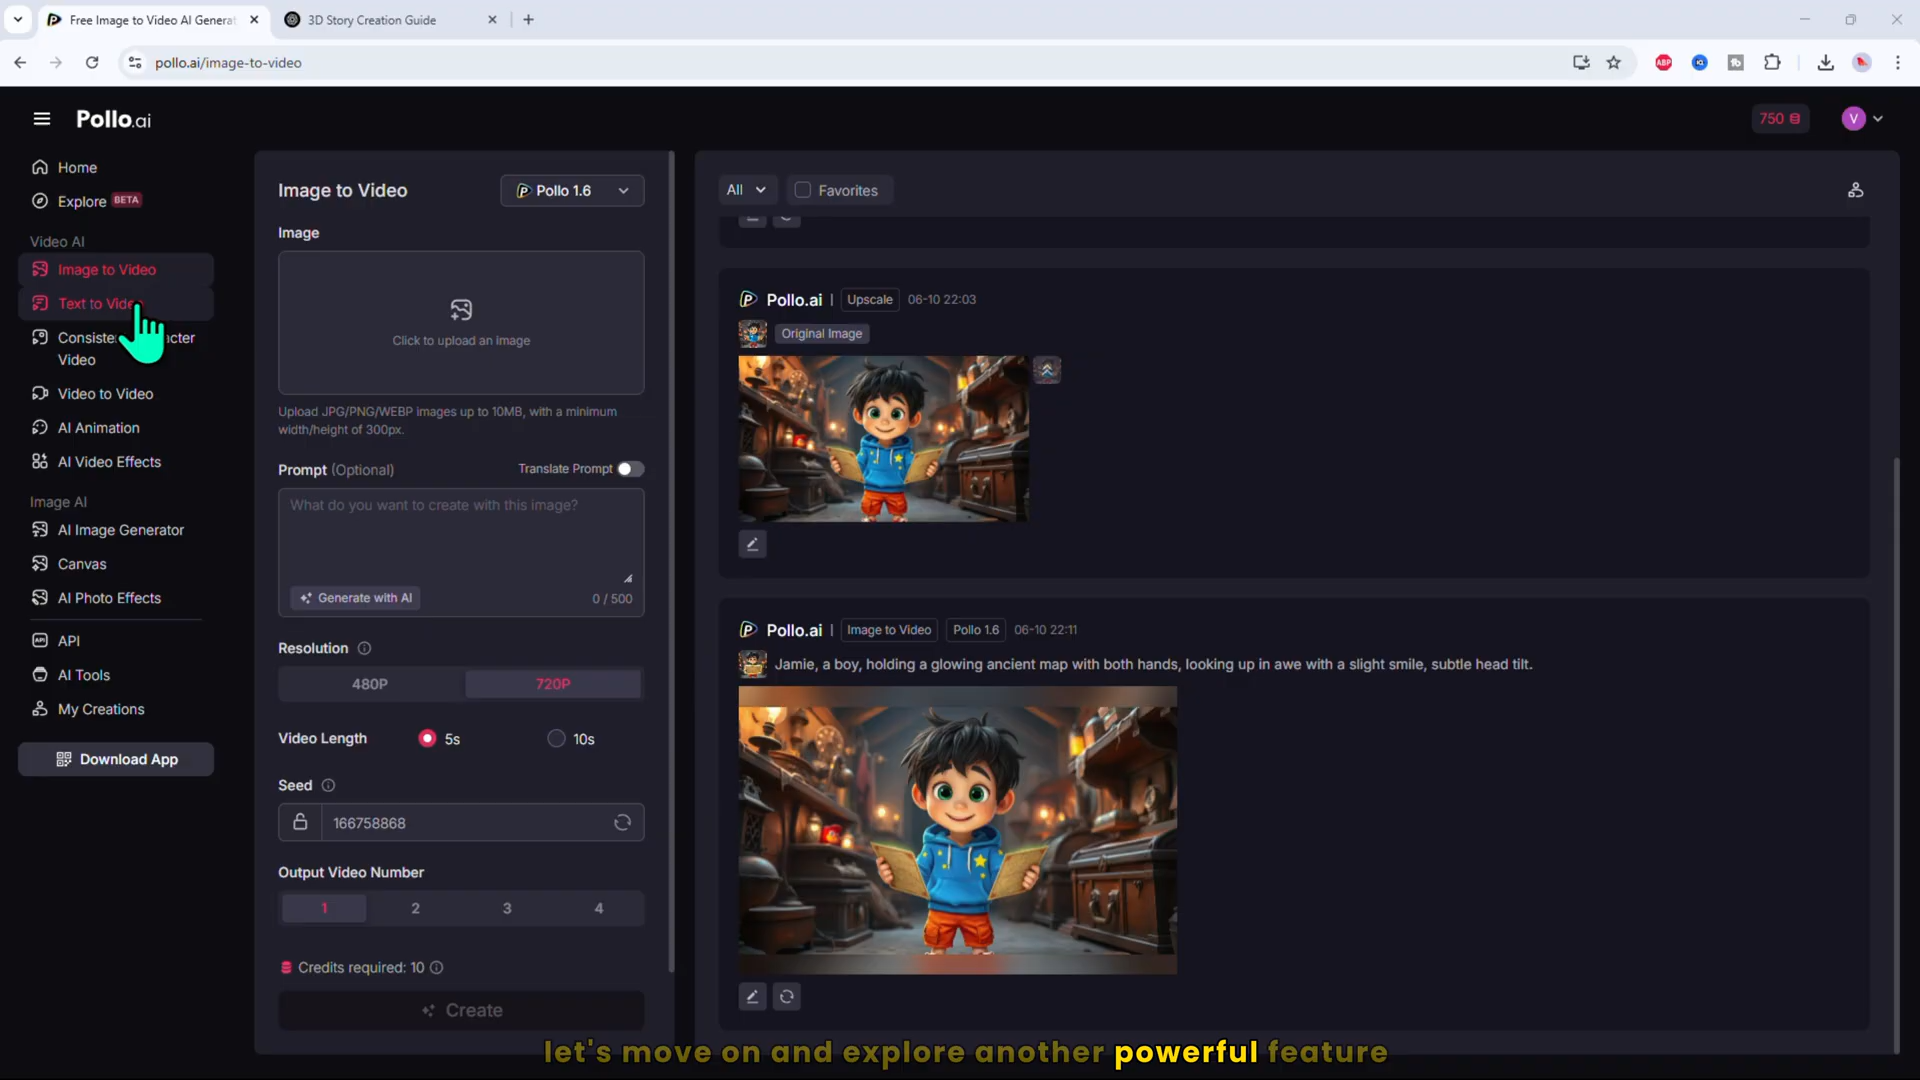 Free Image to Video AI Generat
3D Story Creation Guide
pollo.ai/image-to-video
ABP
Pollo.ai
750
V
Home
Explore BETA
Video AI
Image to Video
Text to Vide
Consiste cter
Video
Video to Video
AI Animation
AI Video Effects
Image AI
AI Image Generator
Canvas
AI Photo Effects
API
AI Tools
My Creations
Download App
Image to Video
Pollo 1.6
Image
Click to upload an image
Upload JPG/PNG/WEBP images up to 10MB, with a minimum
width/height of 300px.
Prompt (Optional)
Translate Prompt
What do you want to create with this image?
Generate with AI
0 / 500
Resolution
480P
720P
Video Length
5s
10s
Seed
166758868
Output Video Number
1 2 3 4
Credits required: 10
Create
All
Favorites
Pollo.ai | Upscale 06-10 22:03
Original Image
Pollo.ai | Image to Video Pollo 1.6 06-10 22:11
Jamie, a boy, holding a glowing ancient map with both hands, looking up in awe with a slight smile, subtle head tilt.
let's move on and explore another powerful feature